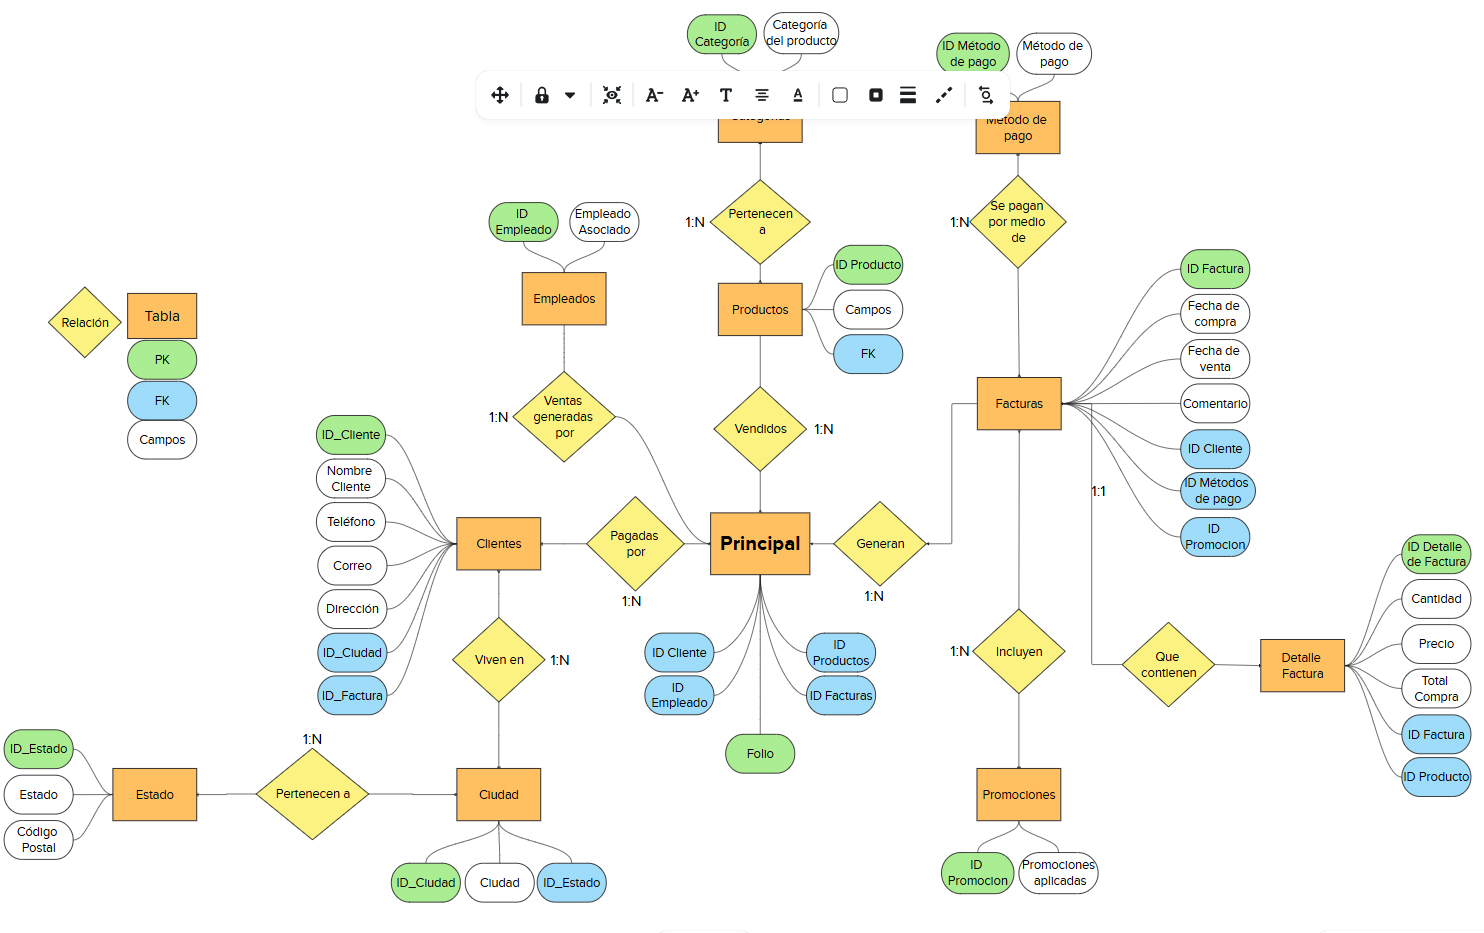 ID
Categoría
Categoría
del producto
ID Método
de pago
Método de
pago
A-
A+
T
A
Categorías
Método de
pago
Pertenecen
a
1:N
Se pagan
por medio
de
1:N
ID
Empleado
Empleado
Asociado
Empleados
Productos
ID Producto
Campos
FK
ID Factura
Fecha de
compra
Fecha de
venta
Comentario
ID Cliente
ID Métodos
de pago
ID
Promocion
Relación
Tabla
PK
FK
Campos
Ventas
generadas
por
1:N
Vendidos
1:N
Facturas
ID_Cliente
Nombre
Cliente
Teléfono
Correo
Dirección
ID_Ciudad
ID_Factura
Clientes
Pagadas
por
1:N
Principal
Generan
1:N
1:1
ID Cliente
ID
Empleado
ID
Productos
ID Facturas
Folio
Viven en
1:N
Incluyen
1:N
Que
contienen
Detalle
Factura
ID Detalle
de Factura
Cantidad
Precio
Total
Compra
ID Factura
ID Producto
ID_Estado
Estado
Código
Postal
Estado
1:N
Pertenecen a
Ciudad
ID_Ciudad
Ciudad
ID_Estado
Promociones
ID
Promocion
Promociones
aplicadas